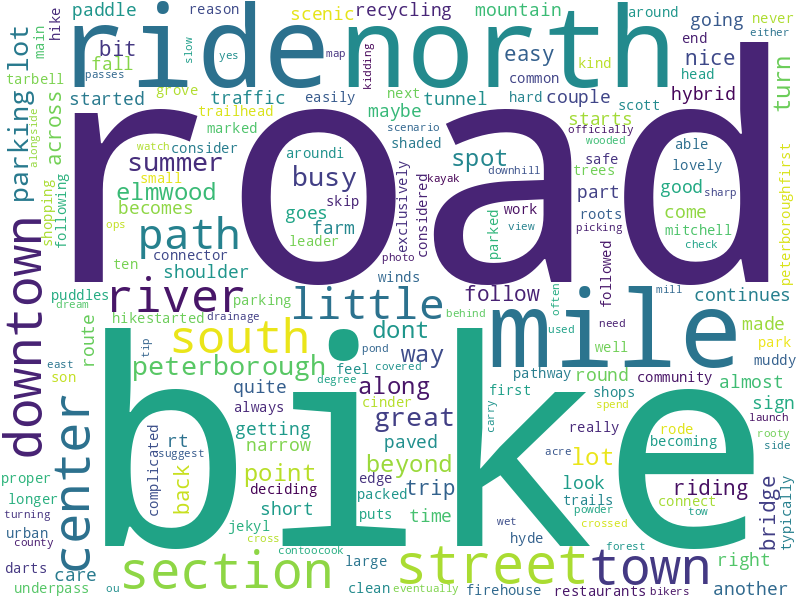 paddle
bit
fall
started
hike
reason
slow
yes
ride
north
scenic
recycling
mountain
around
going
never
end
either
nice
main
lot
parking
tarbell
alongside
across
passes
map
kidding
easy
common
kind
head
hybrid
turn
grove
traffic
trailhead
marked
easily
next
maybe
tunnel
hard
couple
starts
scott
road
watch
consider
summer
small
elmwood
becomes
aroundi
busy
skip
goes
farm
leader
scenario
shaded
exclusively
considered
kayak
spot
downhill
officially
wooded
safe
trees
part
able
lovely
good
sharp
come
mitchell
check
peterboroughfirst
shopping
following
path
ops
ten
connector
shoulder
parked
work
view
roots
picking
followed
photo
winds
downtown
puddles
dream
river
parking
hikestarted
drainage
little
follow
behind
often
mile
mill
continues
made
park
muddy
route
east
son
tip
south
peterborough
pond
covered
dont
way
used
need
well
feel
degree
pathway
round
community
almost
quite
along
first
shops
spend
sign
center
bike
always
cinder
great
really
rode
becoming
launch
rooty
side
complicated
rt
suggest
getting
narrow
paved
carry
acre
beyond
lot
look
trails
proper
longer
turning
urban
county
darts
underpass
care
back
point
deciding
short
edge
packed
puts
trip
time
riding
connect
tow
powder
crossed
bridge
typically
right
jekyl
cross
contoocook
wet
hyde
forest
section
street
town
another
ou
large
clean
eventually
firehouse
restaurants
bikers